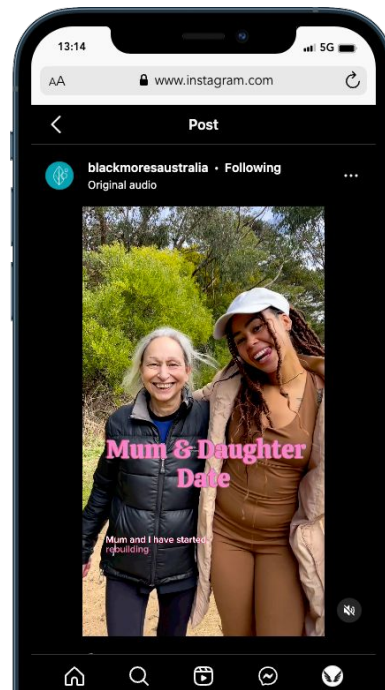 13:14
5G
AA www.instagram.com
Post
blackmoresaustralia • Following
Original audio
Mum & Daughter
Date
Mum and I have started
rebuilding